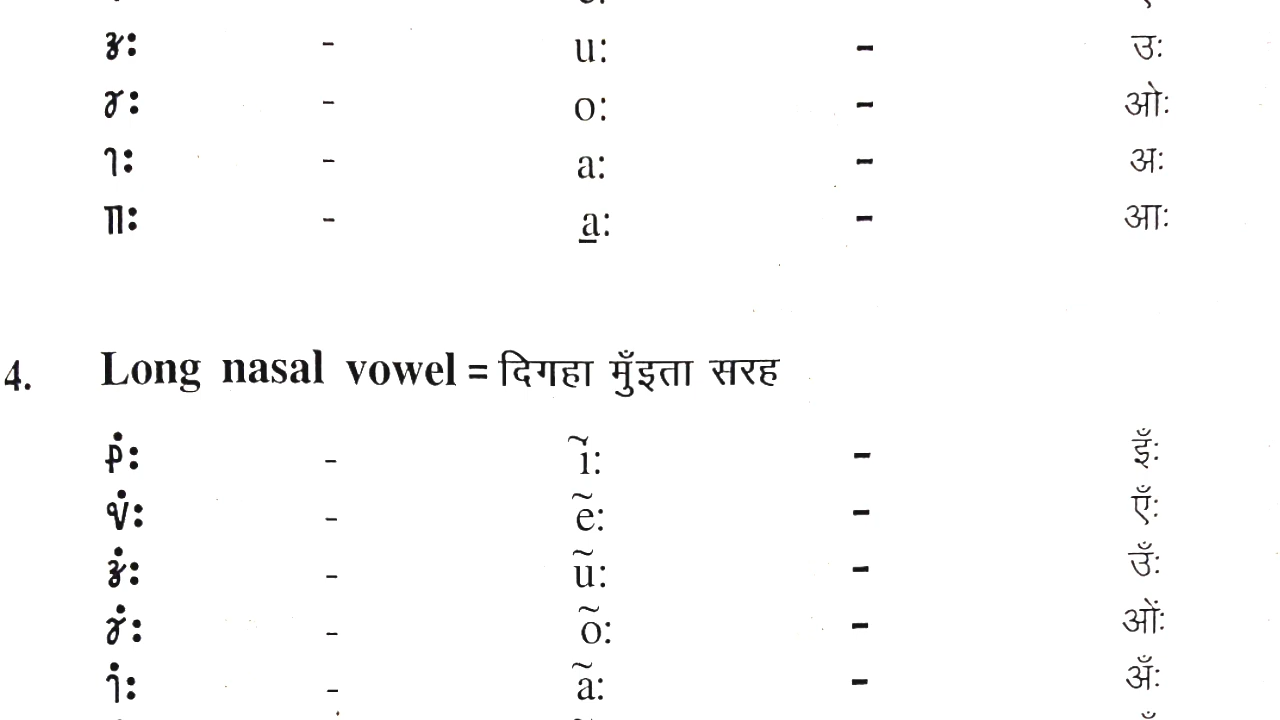 𑶲: - u: - उः
𑶳: - o: - ओः
𑶴: - a: - अः
𑶵: - a̲: - आः
4. Long nasal vowel = दिगहा मुँइता सरह
𑶰̇: - ĩ: - इँः
𑶱̇: - ẽ: - एँः
𑶲̇: - ũ: - उँः
𑶳̇: - õ: - ओंः
𑶴̇: - ã: - अँः